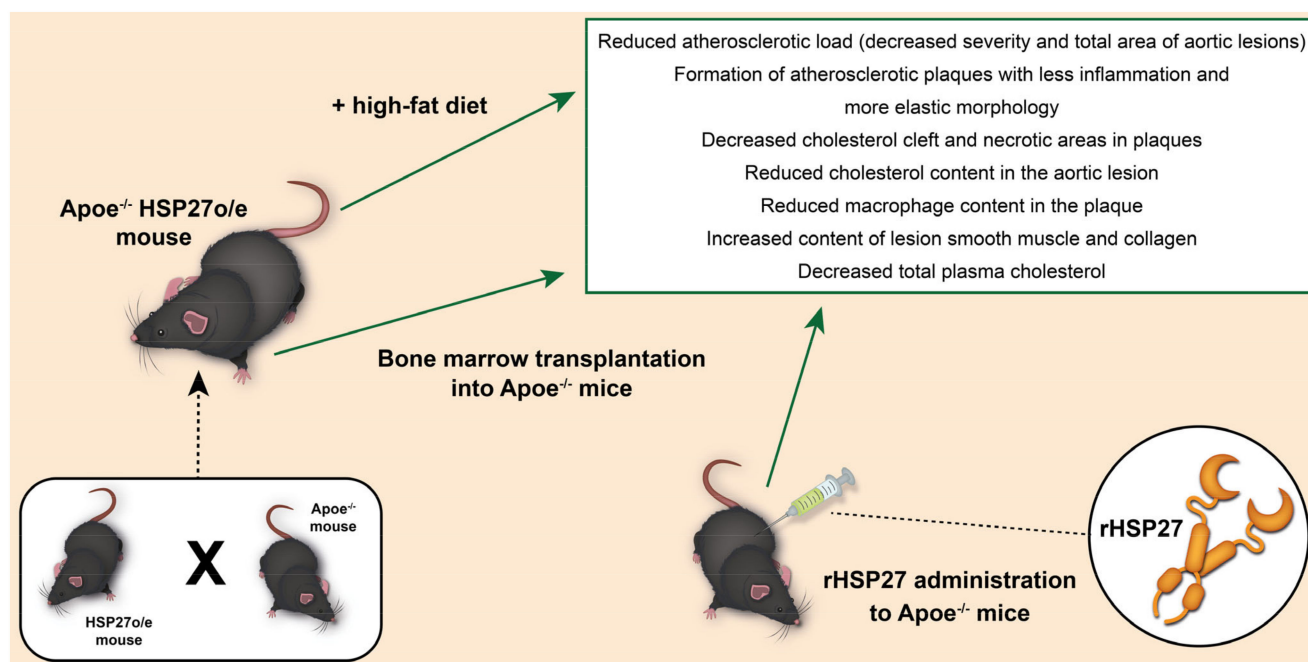 Reduced atherosclerotic load (decreased severity and total area of aortic lesions)
Formation of atherosclerotic plaques with less inflammation and
more elastic morphology
Decreased cholesterol cleft and necrotic areas in plaques
Reduced cholesterol content in the aortic lesion
Reduced macrophage content in the plaque
Increased content of lesion smooth muscle and collagen
Decreased total plasma cholesterol
+ high-fat diet
Apoe-/- HSP27o/e
mouse
Bone marrow transplantation
into Apoe-/- mice
Apoe-/-
mouse
X
HSP27o/e
mouse
rHSP27
rHSP27 administration
to Apoe-/- mice